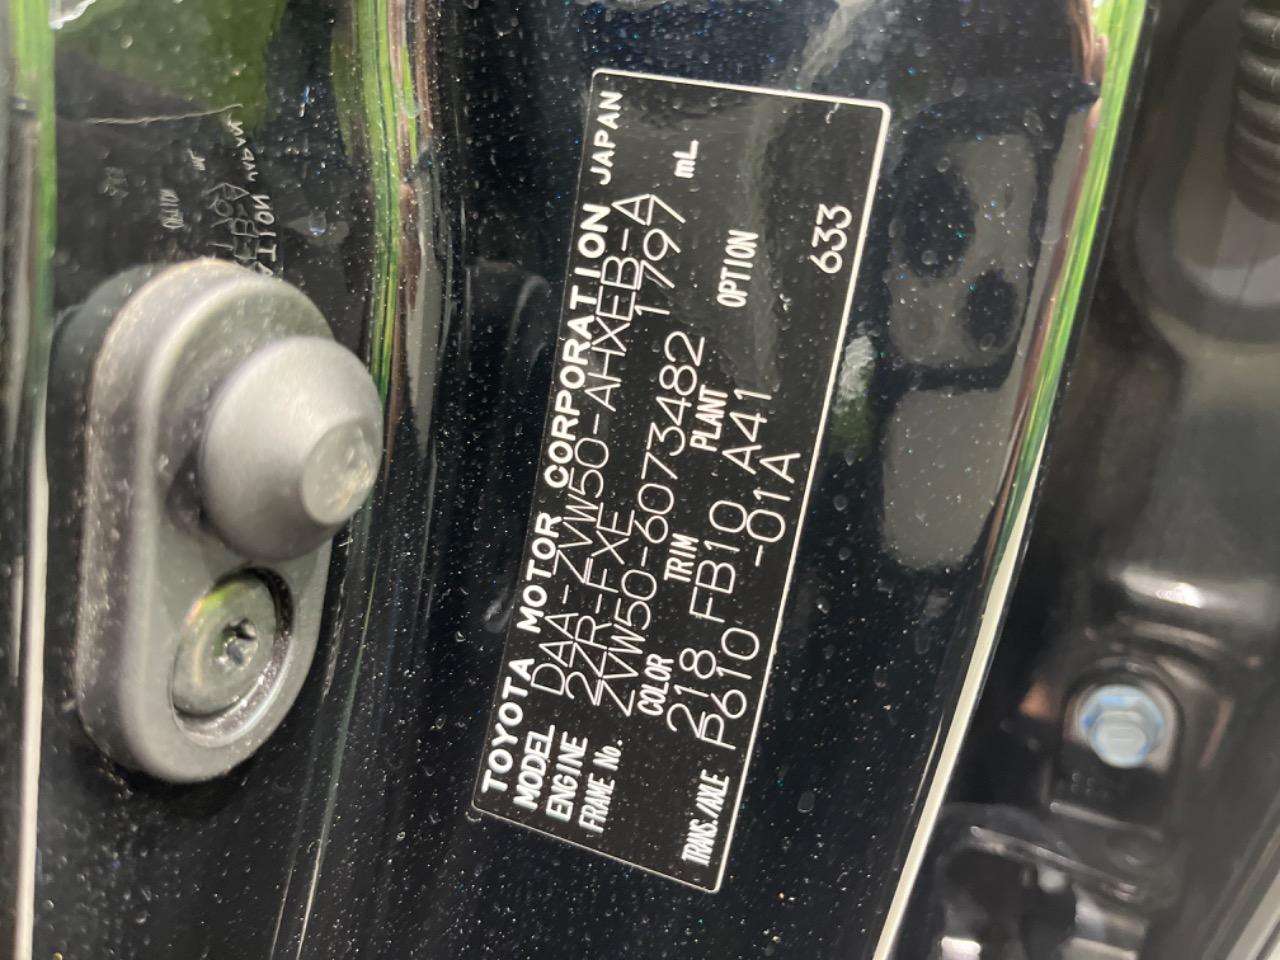 TOYOTA MOTOR CORPORATION JAPAN
MODEL DAA-ZVW50-AHXEB-A
ENGINE 2ZR-FXE 1797 mL
FRAME No. ZVW50-6073482
COLOR TRIM PLANT OPTION
218 FB10 A41
TRANS./AXLE P610 -01A 633